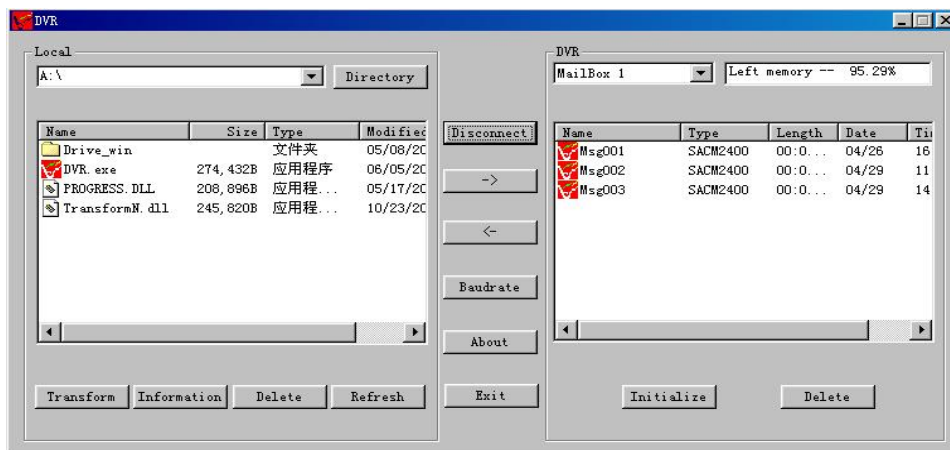 DVR
Local
A:\
Directory
Name Size Type Modified
Drive_win 文件夹 05/08/20
DVR.exe 274,432B 应用程序 06/05/20
PROGRESS.DLL 208,896B 应用程... 05/17/20
TransformN.dll 245,820B 应用程... 10/23/20
Transform Information Delete Refresh
Disconnect
->
<-
Baudrate
About
Exit
DVR
MailBox 1 Left memory -- 95.29%
Name Type Length Date Ti
Msg001 SACM2400 00:0... 04/26 16
Msg002 SACM2400 00:0... 04/29 11
Msg003 SACM2400 00:0... 04/29 14
Initialize Delete